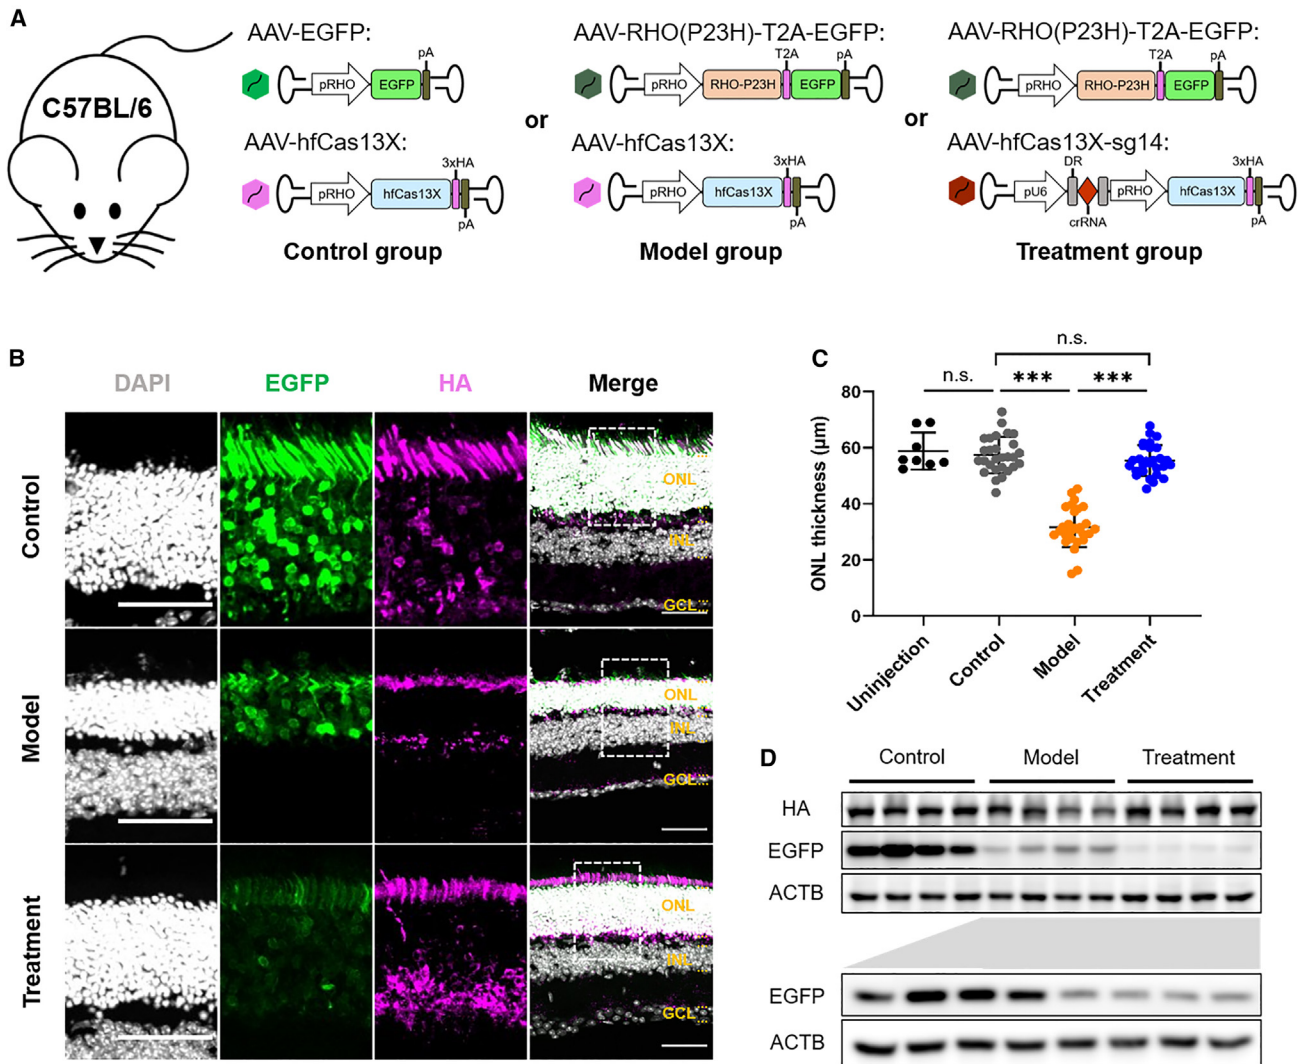 A
C57BL/6
AAV-EGFP:
pRHO
EGFP
pA
AAV-hfCas13X:
pRHO
hfCas13X
3xHA
pA
Control group
or
AAV-RHO(P23H)-T2A-EGFP:
pRHO
RHO-P23H
T2A
EGFP
pA
AAV-hfCas13X:
pRHO
hfCas13X
3xHA
pA
Model group
or
AAV-RHO(P23H)-T2A-EGFP:
pRHO
RHO-P23H
T2A
EGFP
pA
AAV-hfCas13X-sg14:
pU6
DR
crRNA
pRHO
hfCas13X
3xHA
pA
Treatment group
B
DAPI
EGFP
HA
Merge
Control
ONL
INL
GCL
Model
ONL
INL
GCL
Treatment
ONL
INL
GCL
C
n.s.
n.s.
***
***
ONL thickness (µm)
80
60
40
20
0
Uninjection
Control
Model
Treatment
D
Control
Model
Treatment
HA
EGFP
ACTB
EGFP
ACTB